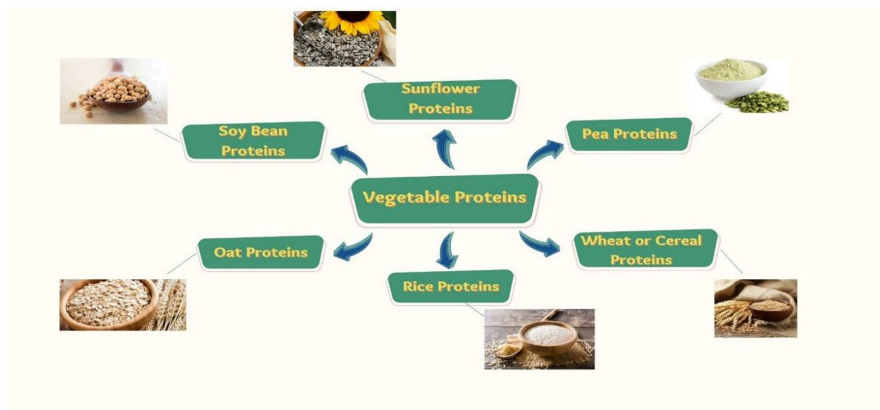 Sunflower
Proteins
Soy Bean
Proteins
Pea Proteins
Vegetable Proteins
Oat Proteins
Wheat or Cereal
Proteins
Rice Proteins